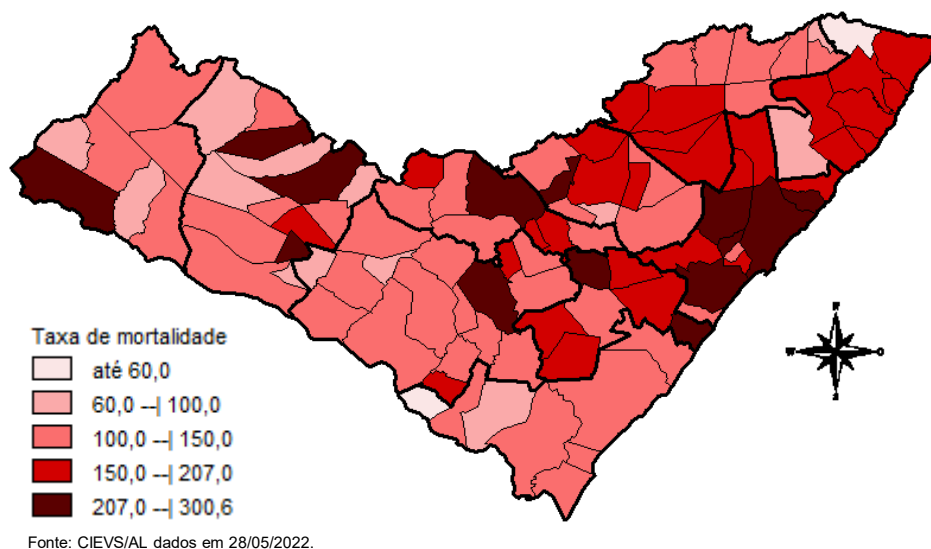 Taxa de mortalidade
até 60,0
60,0 --| 100,0
100,0 --| 150,0
150,0 --| 207,0
207,0 --| 300,6
N
W
O
S
Fonte: CIEVS/AL dados em 28/05/2022.